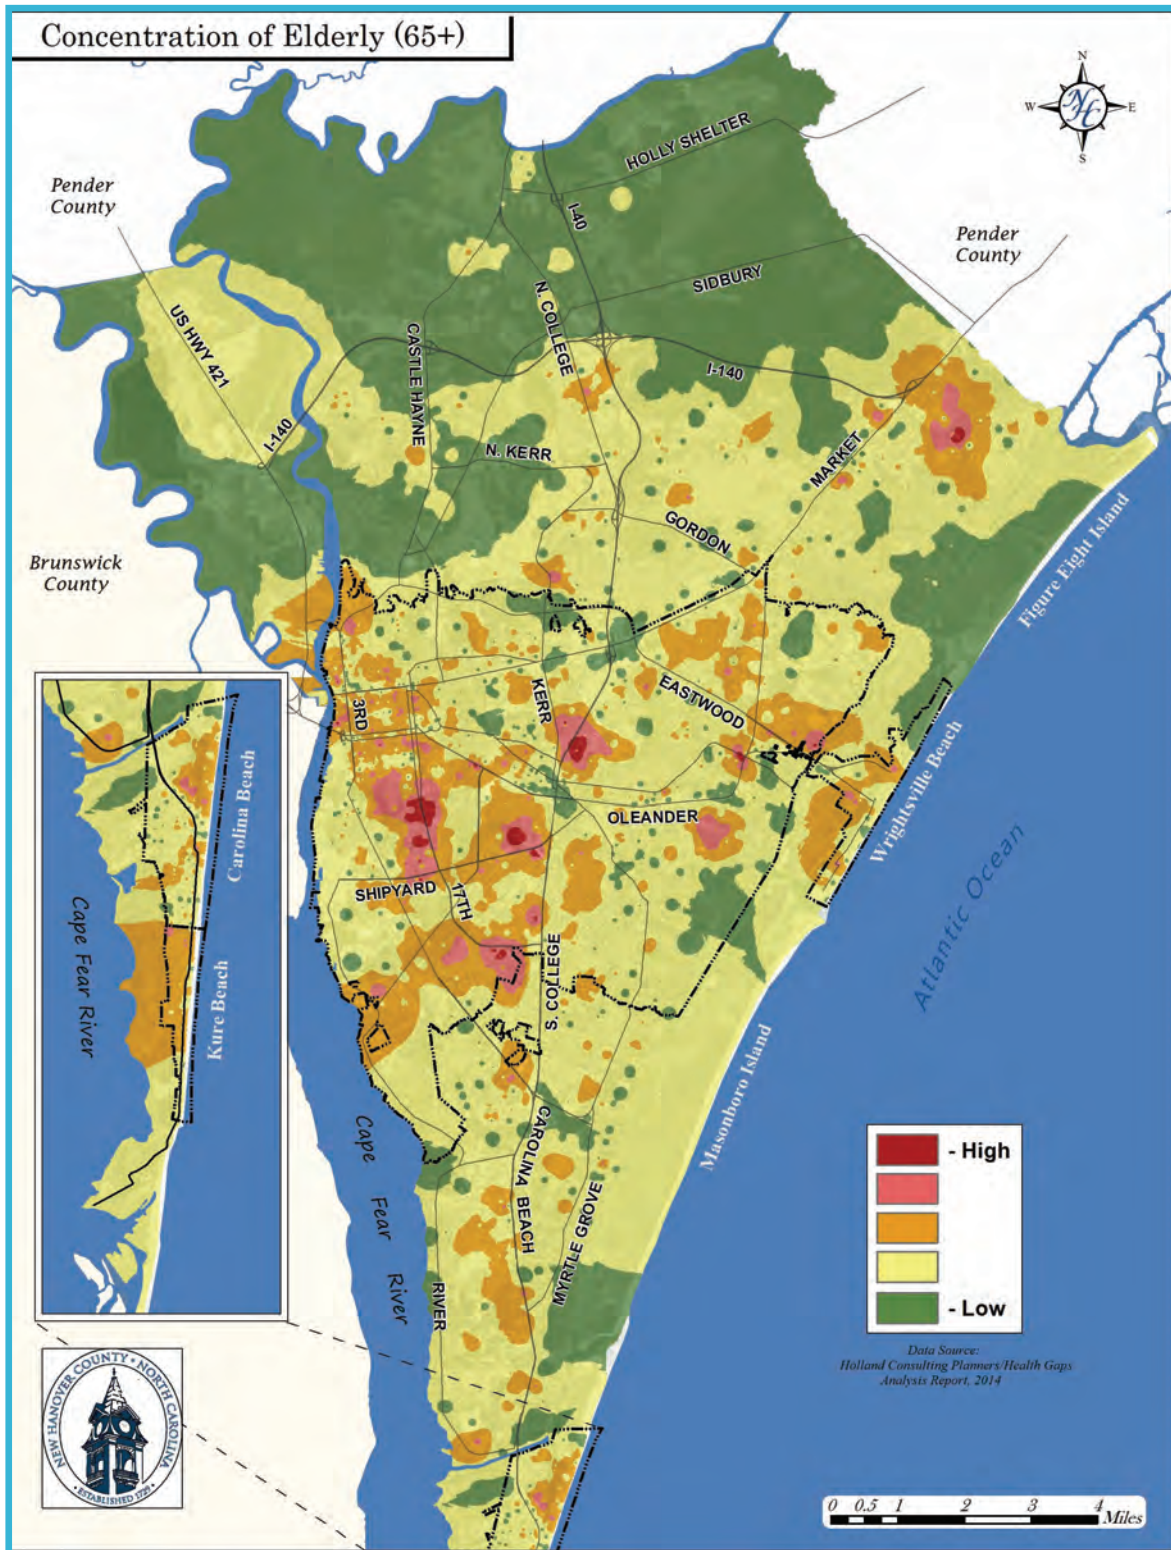 Concentration of Elderly (65+)
N
W
E
S
NH
HOLLY SHELTER
Pender
County
I-40
Pender
County
SIDBURY
N. COLLEGE
US HWY 421
CASTLE HAYNE
I-140
I-140
N. KERR
MARKET
GORDON
Figure Eight Island
Brunswick
County
KERR
EASTWOOD
3RD
Wrightsville Beach
OLEANDER
SHIPYARD
17TH
Atlantic Ocean
S. COLLEGE
Carolina Beach
Cape Fear River
Kure Beach
Masonboro Island
Cape
Fear
River
CAROLINA BEACH
MYRTLE GROVE
RIVER
- High
- Low
Data Source:
Holland Consulting Planners/Health Gaps
Analysis Report, 2014
NEW HANOVER COUNTY • NORTH CAROLINA
• ESTABLISHED 1729 •
0 0.5 1 2 3 4
Miles